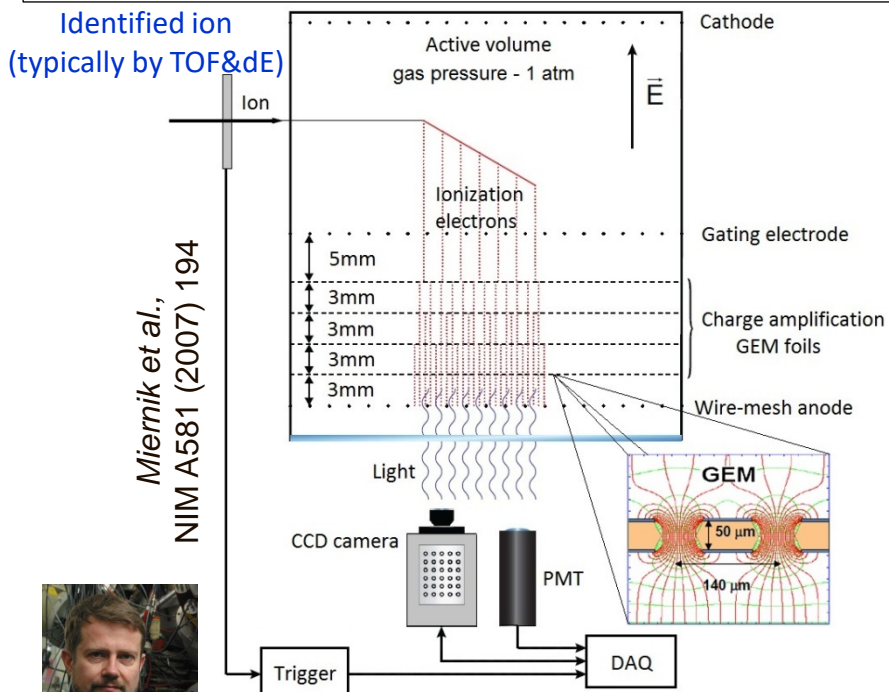 Identified ion
(typically by TOF&dE)
Cathode
Active volume
gas pressure - 1 atm
E
Ion
Ionization
electrons
Gating electrode
5mm
3mm
3mm
3mm
3mm
Charge amplification
GEM foils
Wire-mesh anode
Miernik et al.,
NIM A581 (2007) 194
Light
GEM
50 µm
140 µm
CCD camera
PMT
Trigger
DAQ